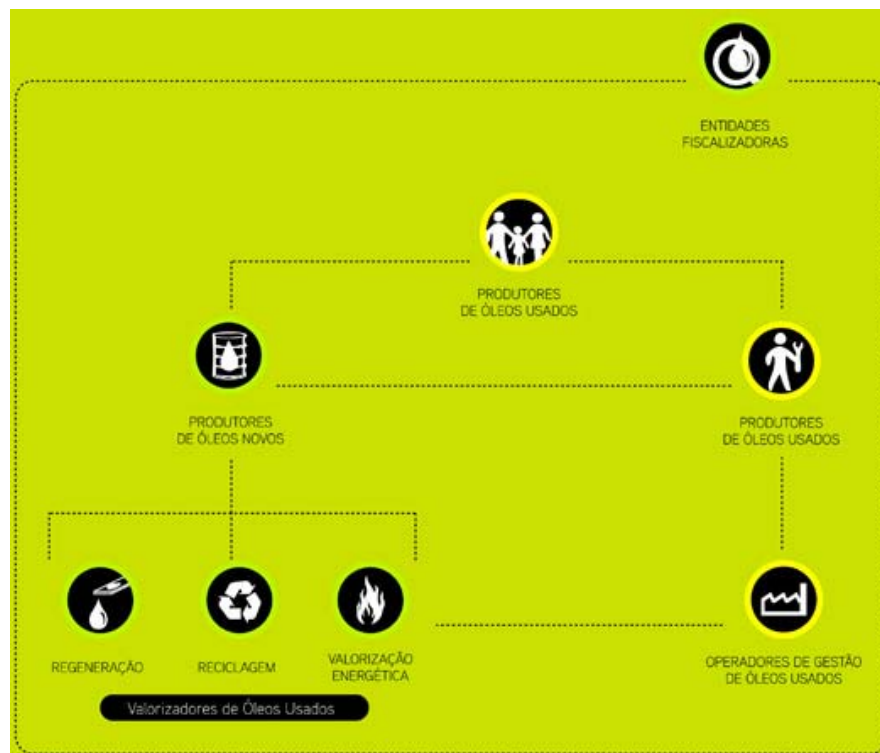 ENTIDADES
FISCALIZADORAS
PRODUTORES
DE ÓLEOS USADOS
PRODUTORES
DE ÓLEOS NOVOS
PRODUTORES
DE ÓLEOS USADOS
REGENERAÇÃO
RECICLAGEM
VALORIZAÇÃO
ENERGÉTICA
OPERADORES DE GESTÃO
DE ÓLEOS USADOS
Valorizadores de Óleos Usados